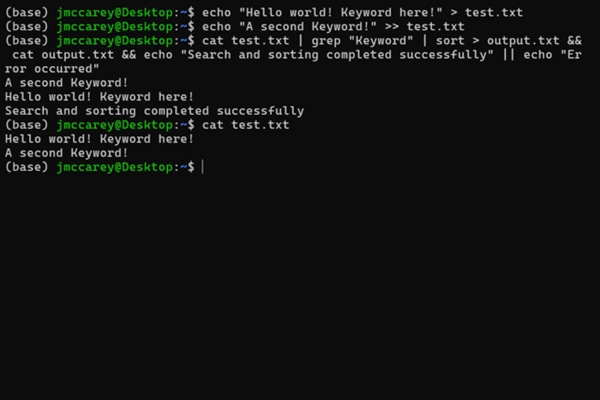 (base) jmccarey@Desktop:~$ echo "Hello world! Keyword here!" > test.txt
(base) jmccarey@Desktop:~$ echo "A second Keyword!" >> test.txt
(base) jmccarey@Desktop:~$ cat test.txt | grep "Keyword" | sort > output.txt &&
 cat output.txt && echo "Search and sorting completed successfully" || echo "Er
ror occurred"
A second Keyword!
Hello world! Keyword here!
Search and sorting completed successfully
(base) jmccarey@Desktop:~$ cat test.txt
Hello world! Keyword here!
A second Keyword!
(base) jmccarey@Desktop:~$